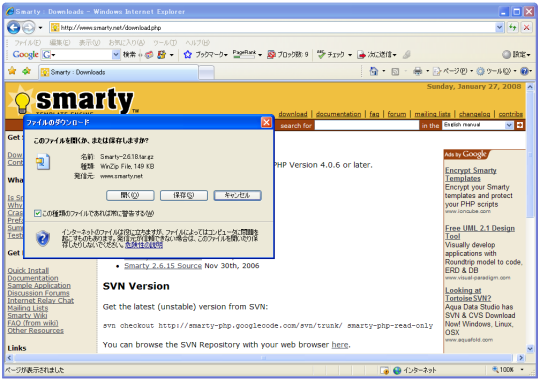 Smarty : Downloads - Windows Internet Explorer
http://www.smarty.net/download.php
ファイル(F) 編集(E) 表示(V) お気に入り(A) ツール(T) ヘルプ(H)
Google 検索 ブックマーク PageRank ブロック数: 9 チェック 次に送信 設定
Smarty : Downloads ページ(P) ツール(O)
Sunday, January 27, 2008
smarty
TEMPLATE ENGINE
download | documentation | faq | forum | mailing lists | changelog | contribs
search for in the English manual
ファイルのダウンロード
このファイルを開くか、または保存しますか?
名前: Smarty-2.6.18.tar.gz
種類: WinZip File, 149 KB
発信元: www.smarty.net
開く(O) 保存(S) キャンセル
この種類のファイルであれば常に警告する(W)
インターネットのファイルは役に立ちますが、ファイルによってはコンピュータに問題を
起こすものもあります。発信元が信頼できない場合は、このファイルを開いたり保
存したりしないでください。危険性の説明
Get
Dow
Cont
Wha
Is S
Why
Cras
Pref
Sum
Test
Get
Quick Install
Documentation
Sample Application
Discussion Forums
Internet Relay Chat
Mailing Lists
Smarty Wiki
FAQ (from wiki)
Other Resources
Links
PHP Version 4.0.6 or later.
Smarty 2.6.15 Source Nov 30th, 2006
SVN Version
Get the latest (unstable) version from SVN:
svn checkout http://smarty-php.googlecode.com/svn/trunk/ smarty-php-read-only
You can browse the SVN Repository with your web browser here.
Ads by Google
Encrypt Smarty
Templates
Encrypt your Smarty
templates and protect
your PHP scripts
www.ioncube.com
Free UML 2.1 Design
Tool
Visually develop
applications with
Roundtrip model to code,
ERD & DB
www.visual-paradigm.com
Looking at
TortoiseSVN?
Aqua Data Studio has
SVN & CVS Download
Now! Windows, Linux,
OSX
www.aquafold.com
ページが表示されました インターネット 100%